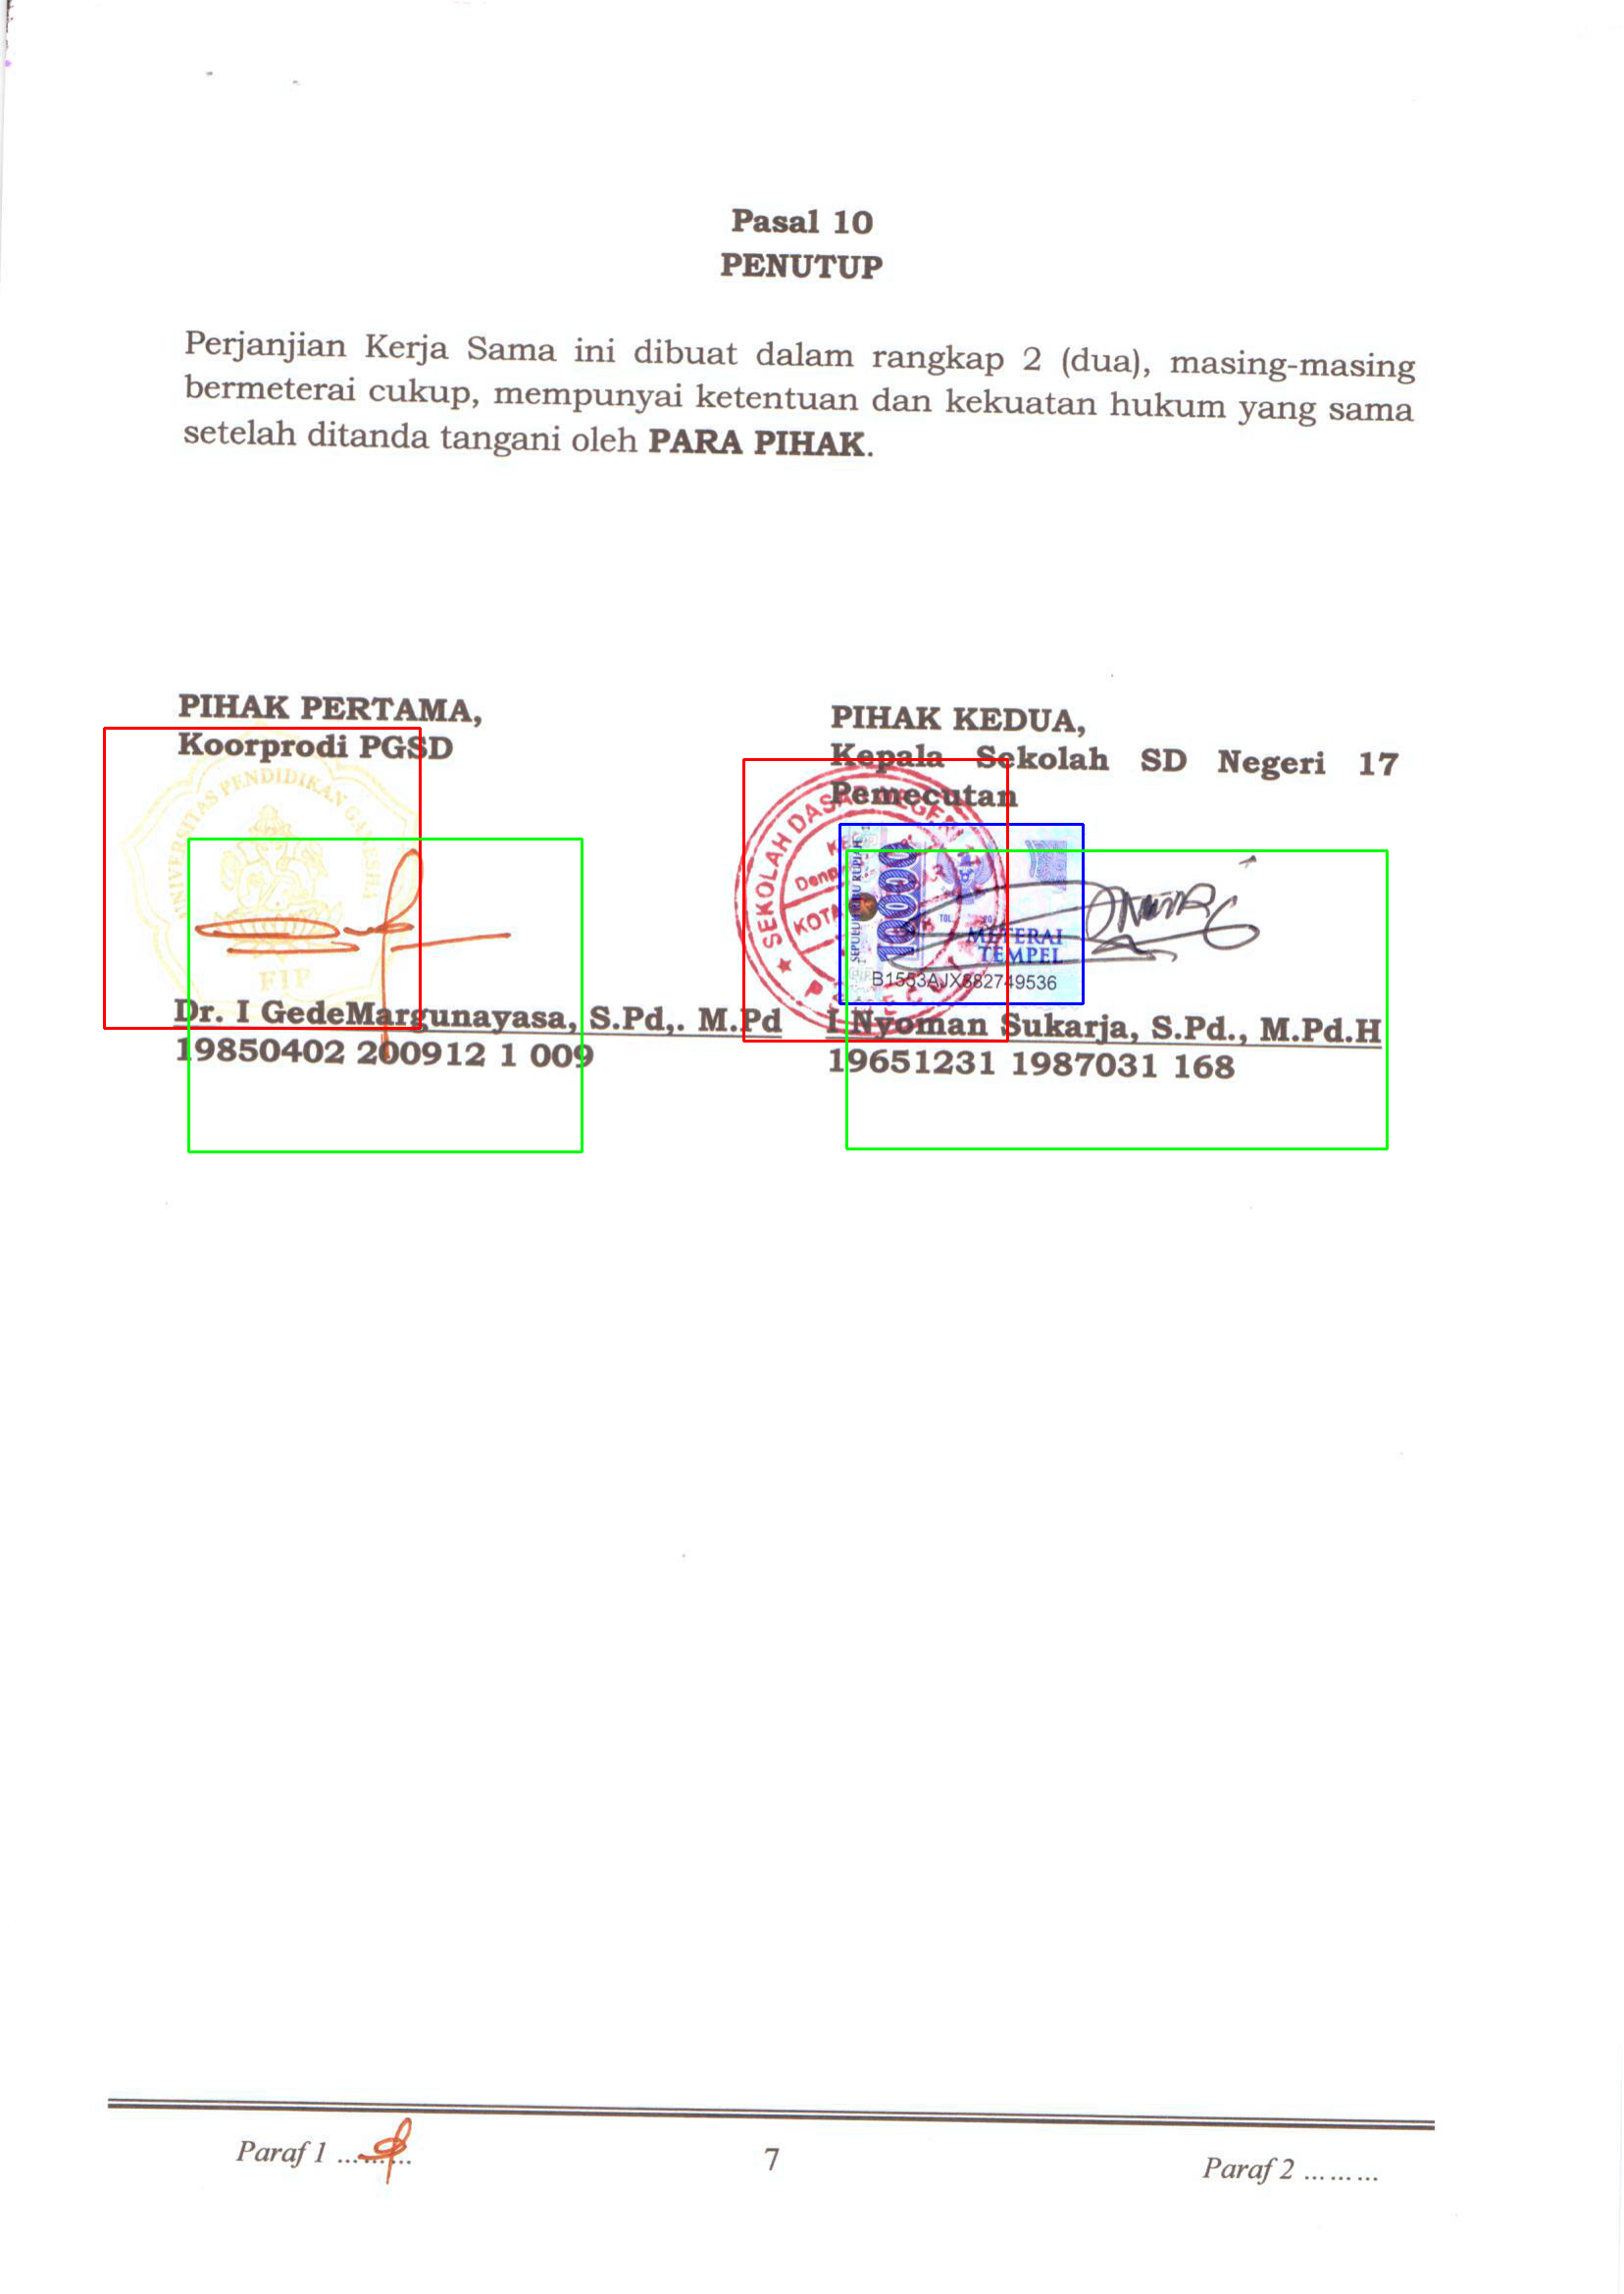 Pasal 10
PENUTUP
Perjanjian Kerja Sama ini dibuat dalam rangkap 2 (dua), masing-masing
bermeterai cukup, mempunyai ketentuan dan kekuatan hukum yang sama
setelah ditanda tangani oleh PARA PIHAK.
PIHAK PERTAMA,
Koorprodi PGSD
UNIVERSITAS PENDIDIKAN GANESHA
FIP
Dr. I GedeMargunayasa, S.Pd,. M.Pd
19850402 200912 1 009
PIHAK KEDUA,
Kepala Sekolah SD Negeri 17
Pemecutan
SEKOLAH DASAR NEGERI 17
KOTA
SEPULUH RIBU RUPIAH
10000
METERAI
TEMPEL
B1553AJX682749536
I Nyoman Sukarja, S.Pd., M.Pd.H
19651231 1987031 168
Paraf 1 .........
7
Paraf 2 .........